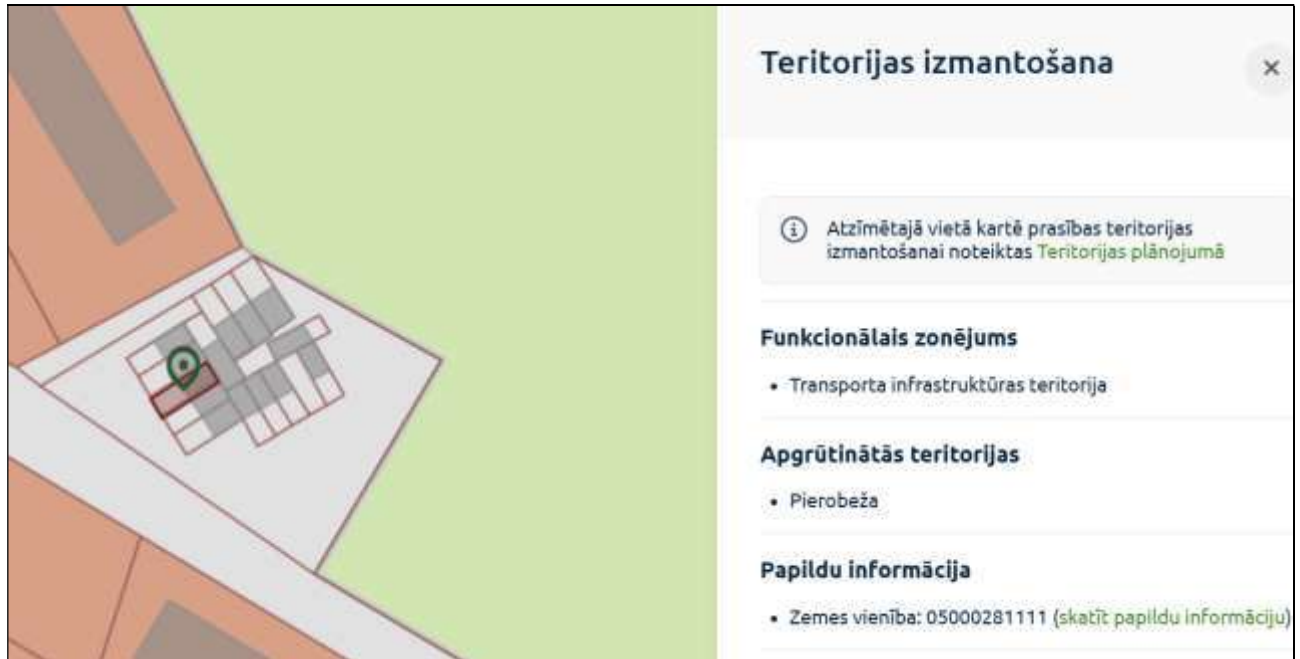 Teritorijas izmantošana
Atzīmētajā vietā kartē prasības teritorijas
izmantošanai noteiktas Teritorijas plānojumā
Funkcionālais zonējums
• Transporta infrastruktūras teritorija
Apgrūtinātās teritorijas
• Pierobeža
Papildu informācija
• Zemes vienība: 05000281111 (skatīt papildu informāciju)